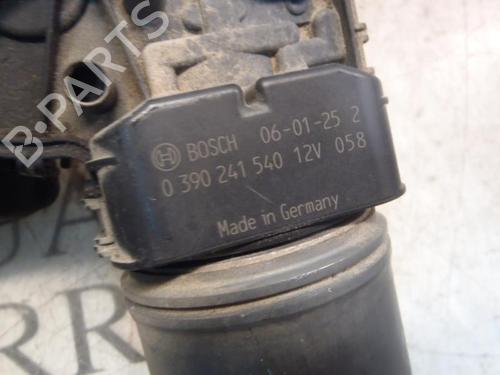 BOSCH 06-01-25 2
0 390 241 540 12V 058
Made in Germany
B-PARTS